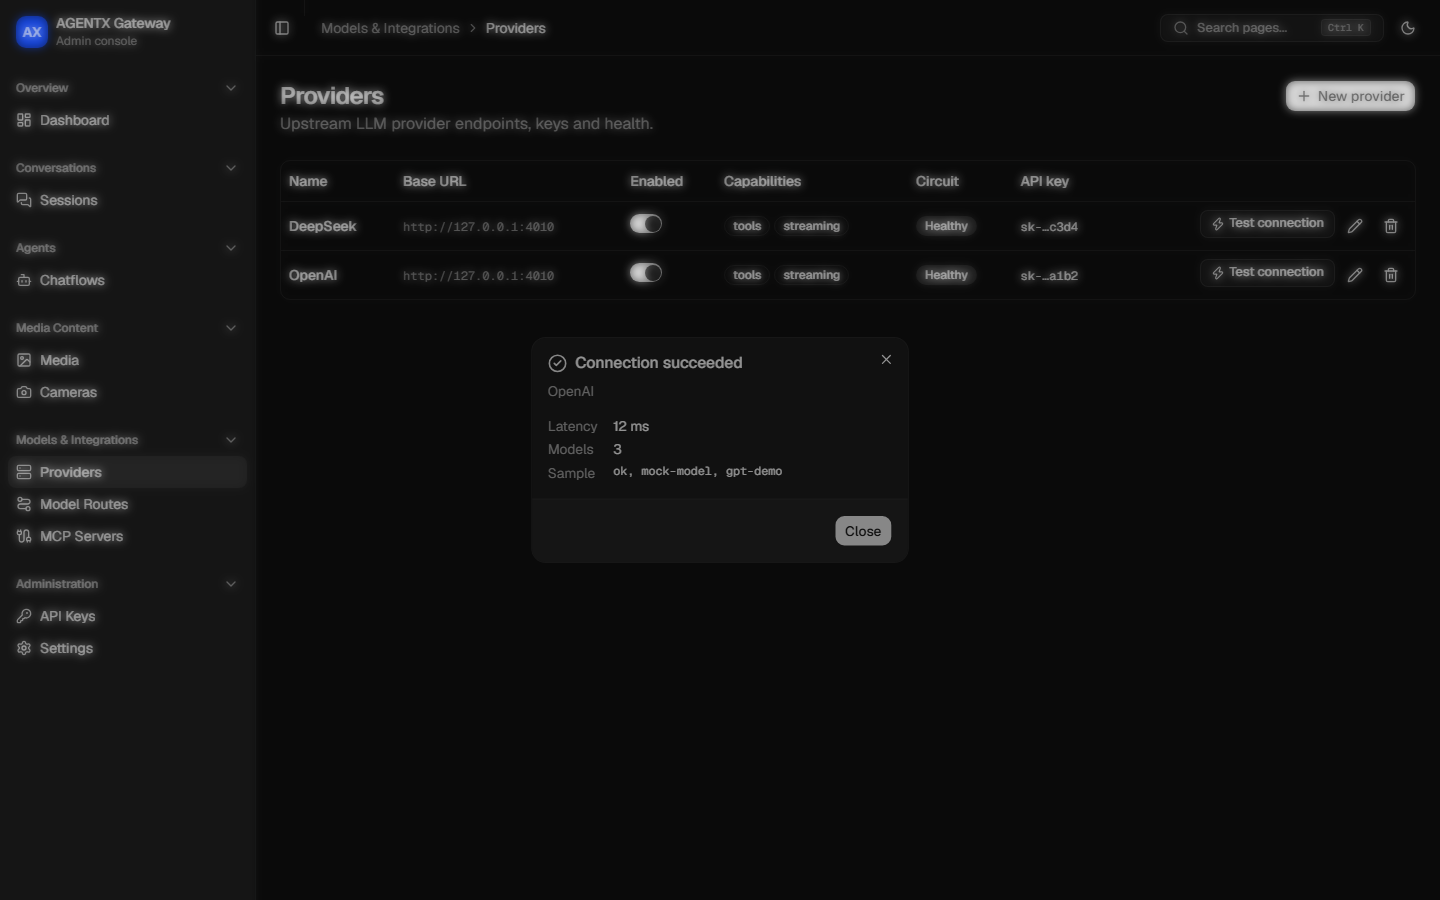 AX
AGENTX Gateway
Admin console
Overview
Dashboard
Conversations
Sessions
Agents
Chatflows
Media Content
Media
Cameras
Models & Integrations
Providers
Model Routes
MCP Servers
Administration
API Keys
Settings
Models & Integrations > Providers
Search pages... Ctrl K
Providers
Upstream LLM provider endpoints, keys and health.
+ New provider
Name Base URL Enabled Capabilities Circuit API key
DeepSeek http://127.0.0.1:4010 tools streaming Healthy sk-…c3d4 Test connection
OpenAI http://127.0.0.1:4010 tools streaming Healthy sk-…a1b2 Test connection
Connection succeeded
OpenAI
Latency 12 ms
Models 3
Sample ok, mock-model, gpt-demo
Close